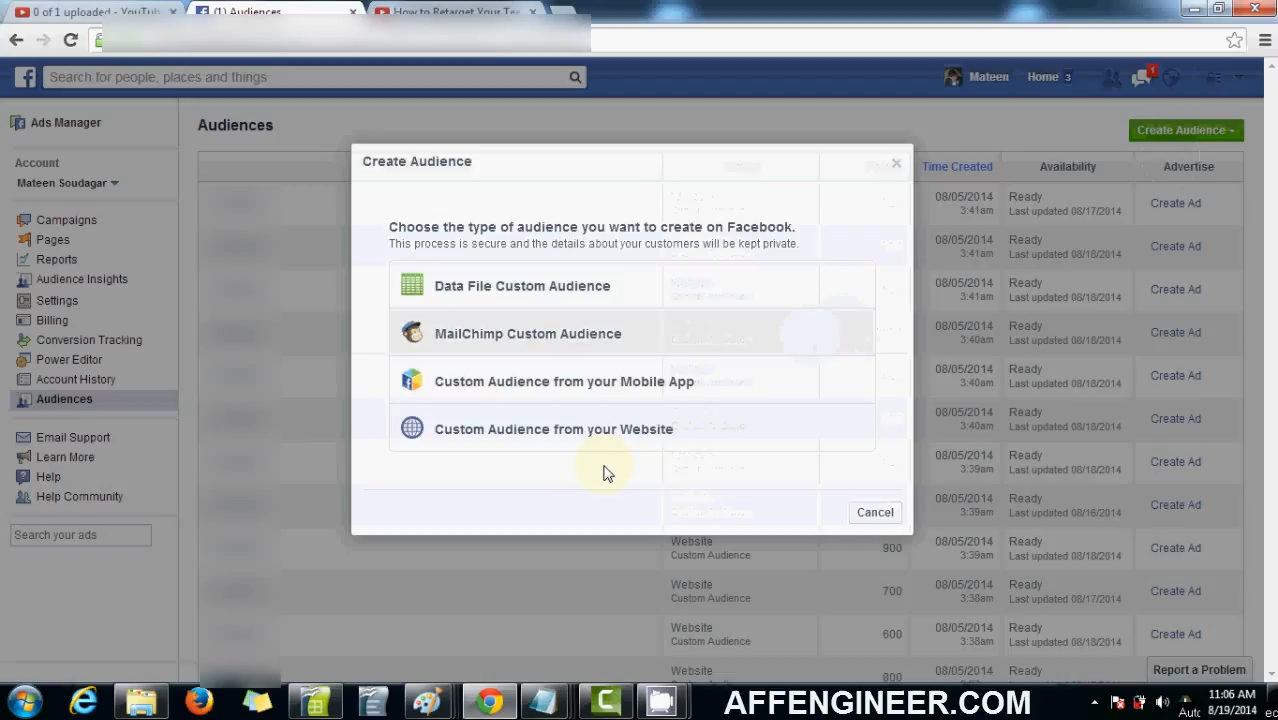 0 of 1 uploaded - YouTu
(1) Audiences
How to Retarget Your Te
Search for people, places and things
Mateen
Home 3
1
Ads Manager
Account
Mateen Soudagar
Campaigns
Pages
Reports
Audience Insights
Settings
Billing
Conversion Tracking
Power Editor
Account History
Audiences
Email Support
Learn More
Help
Help Community
Search your ads
Audiences
Create Audience
Time Created Availability Advertise
Create Audience
Choose the type of audience you want to create on Facebook.
This process is secure and the details about your customers will be kept private.
Data File Custom Audience
MailChimp Custom Audience
Custom Audience from your Mobile App
Custom Audience from your Website
Cancel
08/05/2014 Ready Create Ad
3:41am Last updated 08/17/2014
08/05/2014 Ready Create Ad
3:41am Last updated 08/18/2014
08/05/2014 Ready Create Ad
3:41am Last updated 08/18/2014
08/05/2014 Ready Create Ad
3:40am Last updated 08/18/2014
08/05/2014 Ready Create Ad
3:40am Last updated 08/18/2014
08/05/2014 Ready Create Ad
3:40am Last updated 08/18/2014
08/05/2014 Ready Create Ad
3:39am Last updated 08/18/2014
08/05/2014 Ready Create Ad
3:39am Last updated 08/16/2014
Website 900 08/05/2014 Ready Create Ad
Custom Audience 3:39am Last updated 08/18/2014
Website 700 08/05/2014 Ready Create Ad
Custom Audience 3:38am Last updated 08/17/2014
Website 600 08/05/2014 Ready Create Ad
Custom Audience 3:38am Last updated 08/18/2014
Website 800 08/05/2014 Ready
Report a Problem
AFFENGINEER.COM
11:06 AM
8/19/2014